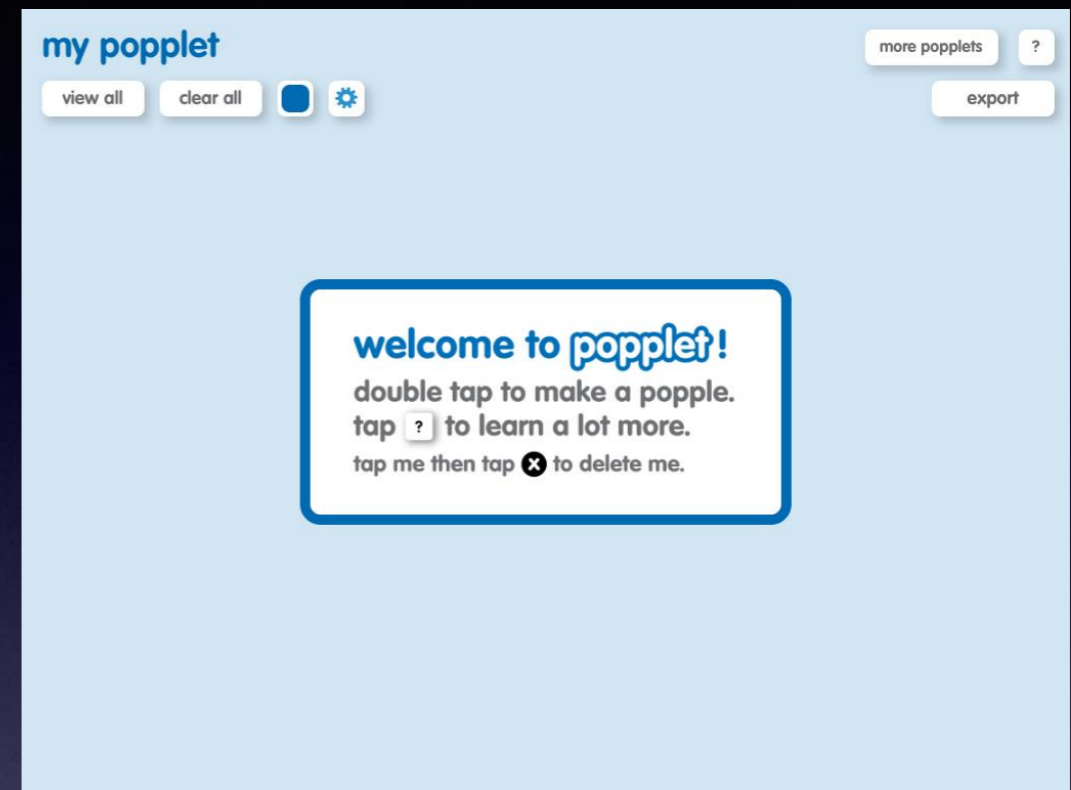 my popplet
more popplets ?
view all clear all
export
welcome to popplet!
double tap to make a popple.
tap ? to learn a lot more.
tap me then tap x to delete me.